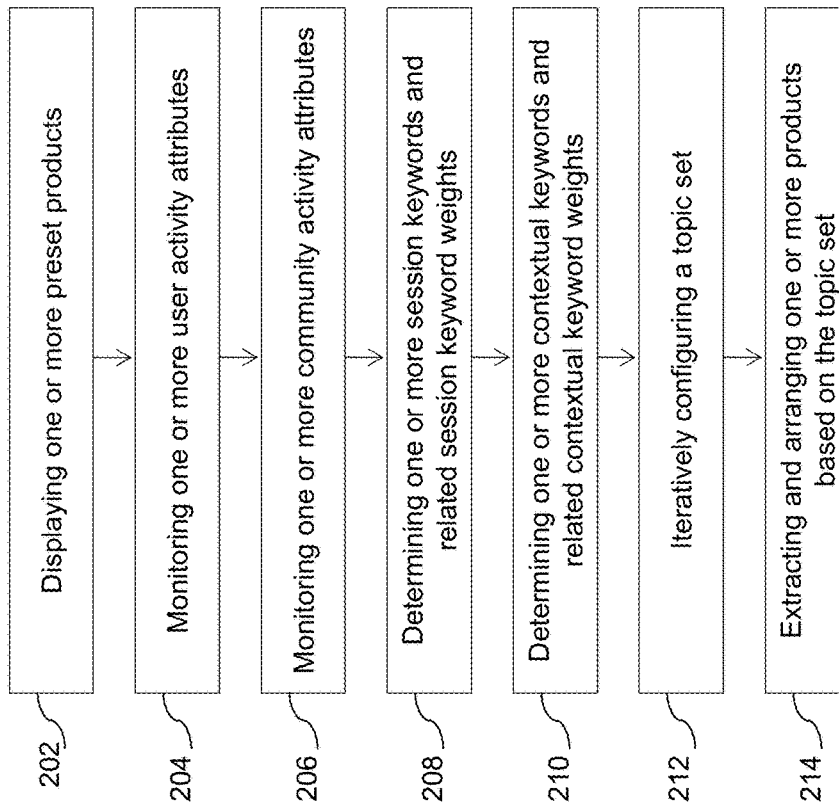 202
Displaying one or more preset products
204
Monitoring one or more user activity attributes
206
Monitoring one or more community activity attributes
208
Determining one or more session keywords and
related session keyword weights
210
Determining one or more contextual keywords and
related contextual keyword weights
212
Iteratively configuring a topic set
214
Extracting and arranging one or more products
based on the topic set